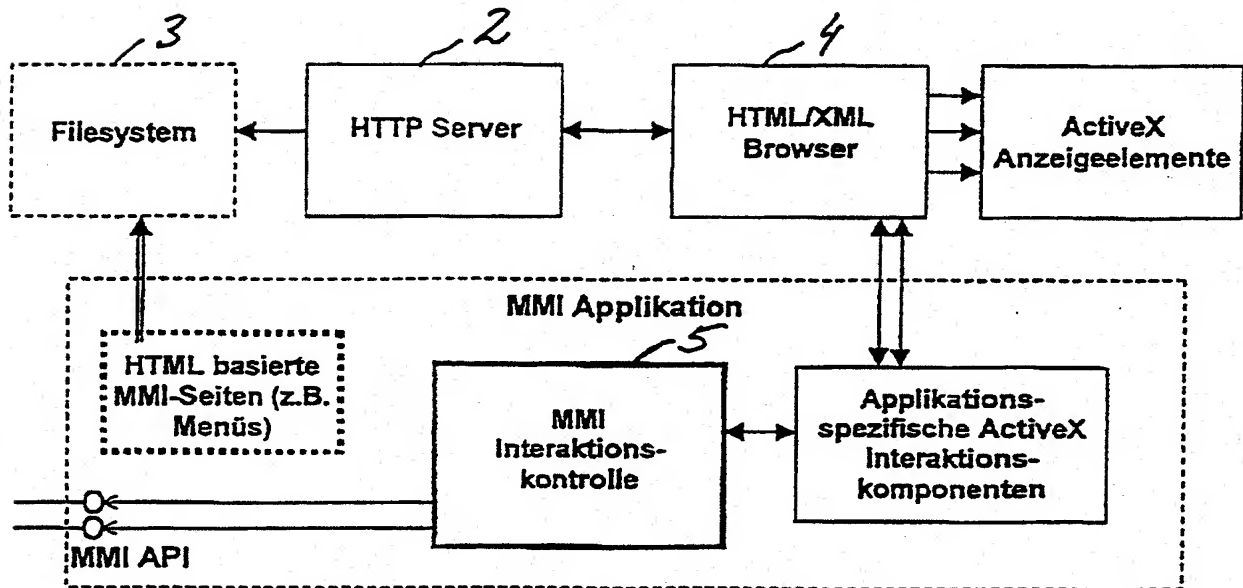 3
2
4
Filesystem
HTTP Server
HTML/XML
Browser
ActiveX
Anzeigeelemente
MMI Applikation
5
HTML basierte
MMI-Seiten (z.B.
Menüs)
MMI
Interaktions-
kontrolle
Applikations-
spezifische ActiveX
Interaktions-
komponenten
MMI API